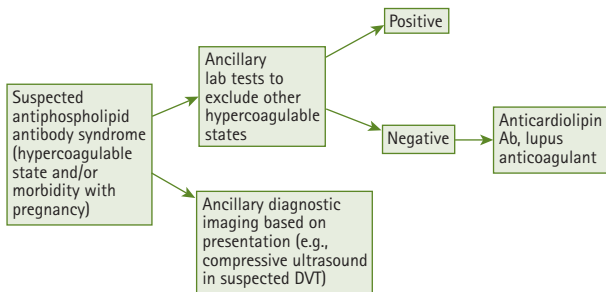 Suspected
antiphospholipid
antibody syndrome
(hypercoagulable
state and/or
morbidity with
pregnancy)
Ancillary
lab tests to
exclude other
hypercoagulable
states
Positive
Negative
Anticardiolipin
Ab, lupus
anticoagulant
Ancillary diagnostic
imaging based on
presentation (e.g.,
compressive ultrasound
in suspected DVT)